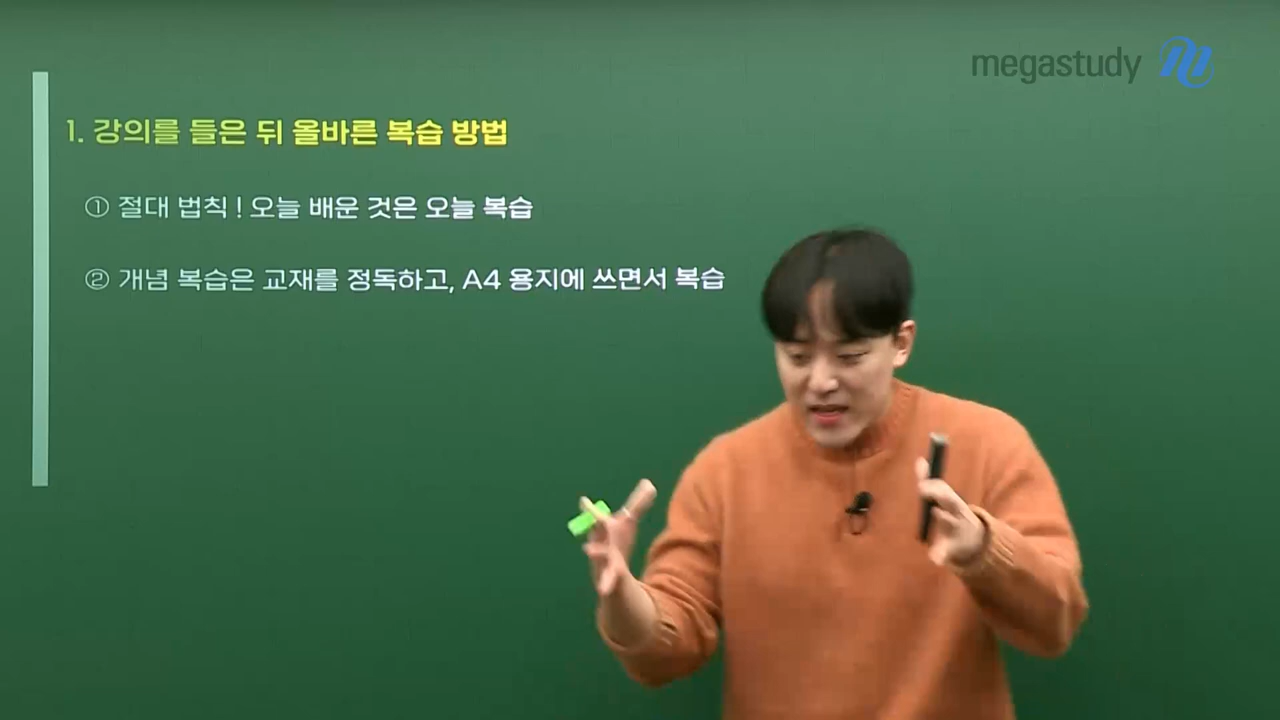 megastudy
1. 강의를 들은 뒤 올바른 복습 방법
① 절대 법칙 ! 오늘 배운 것은 오늘 복습
② 개념 복습은 교재를 정독하고, A4 용지에 쓰면서 복습